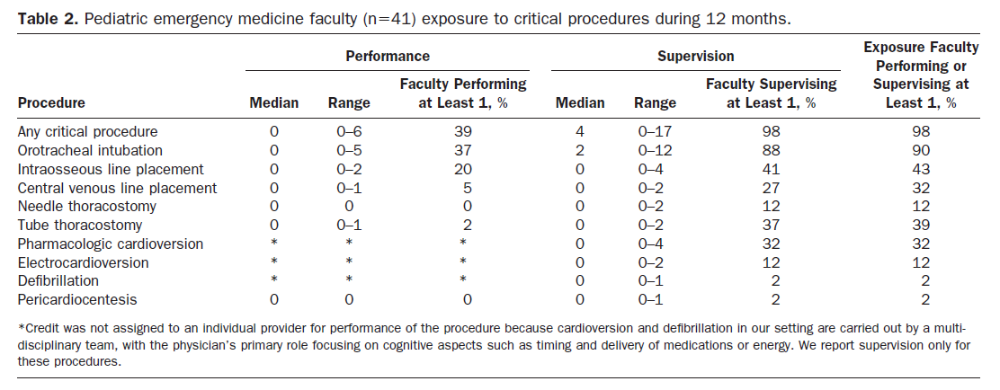 Table 2. Pediatric emergency medicine faculty (n=41) exposure to critical procedures during 12 months.
Performance Supervision Exposure Faculty Performing or Supervising at Least 1, %
Procedure Median Range Faculty Performing at Least 1, % Median Range Faculty Supervising at Least 1, %
Any critical procedure 0 0–6 39 4 0–17 98 98
Orotracheal intubation 0 0–5 37 2 0–12 88 90
Intraosseous line placement 0 0–2 20 0 0–4 41 43
Central venous line placement 0 0–1 5 0 0–2 27 32
Needle thoracostomy 0 0 0 0 0–2 12 12
Tube thoracostomy 0 0–1 2 0 0–2 37 39
Pharmacologic cardioversion * * * 0 0–4 32 32
Electrocardioversion * * * 0 0–2 12 12
Defibrillation * * * 0 0–1 2 2
Pericardiocentesis 0 0 0 0 0–1 2 2
*Credit was not assigned to an individual provider for performance of the procedure because cardioversion and defibrillation in our setting are carried out by a multi-
disciplinary team, with the physician's primary role focusing on cognitive aspects such as timing and delivery of medications or energy. We report supervision only for
these procedures.